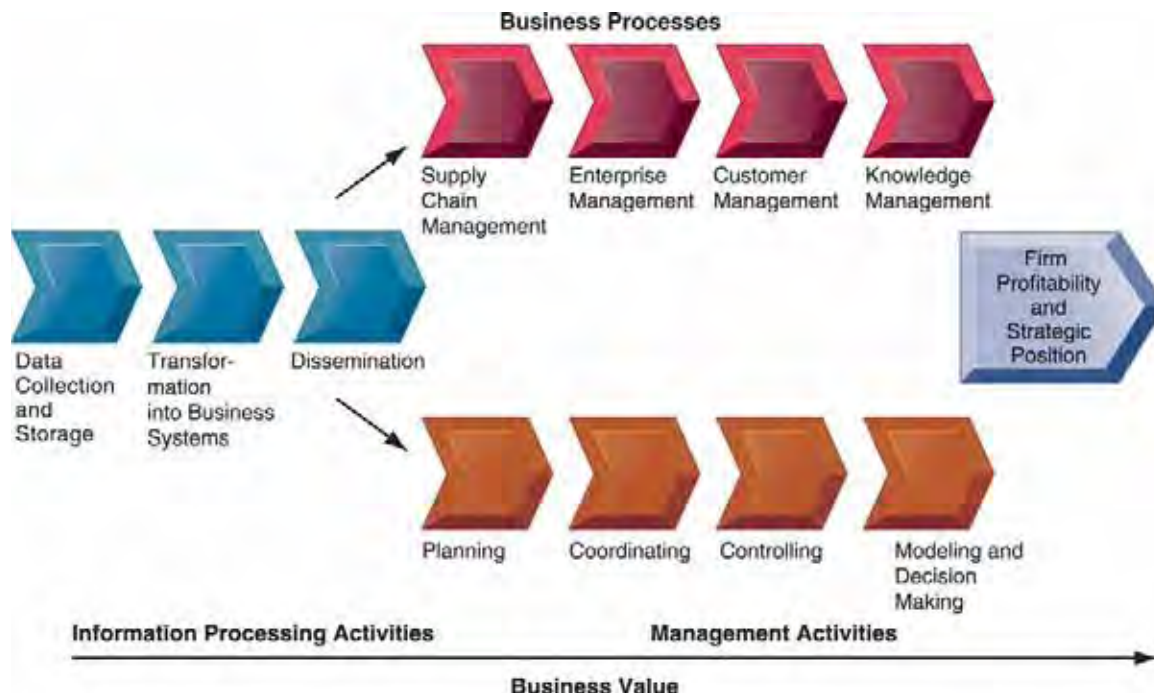 Business Processes
Supply
Chain
Management
Enterprise
Management
Customer
Management
Knowledge
Management
Data
Collection
and
Storage
Transfor-
mation
into Business
Systems
Dissemination
Firm
Profitability
and
Strategic
Position
Planning
Coordinating
Controlling
Modeling and
Decision
Making
Information Processing Activities
Management Activities
Business Value